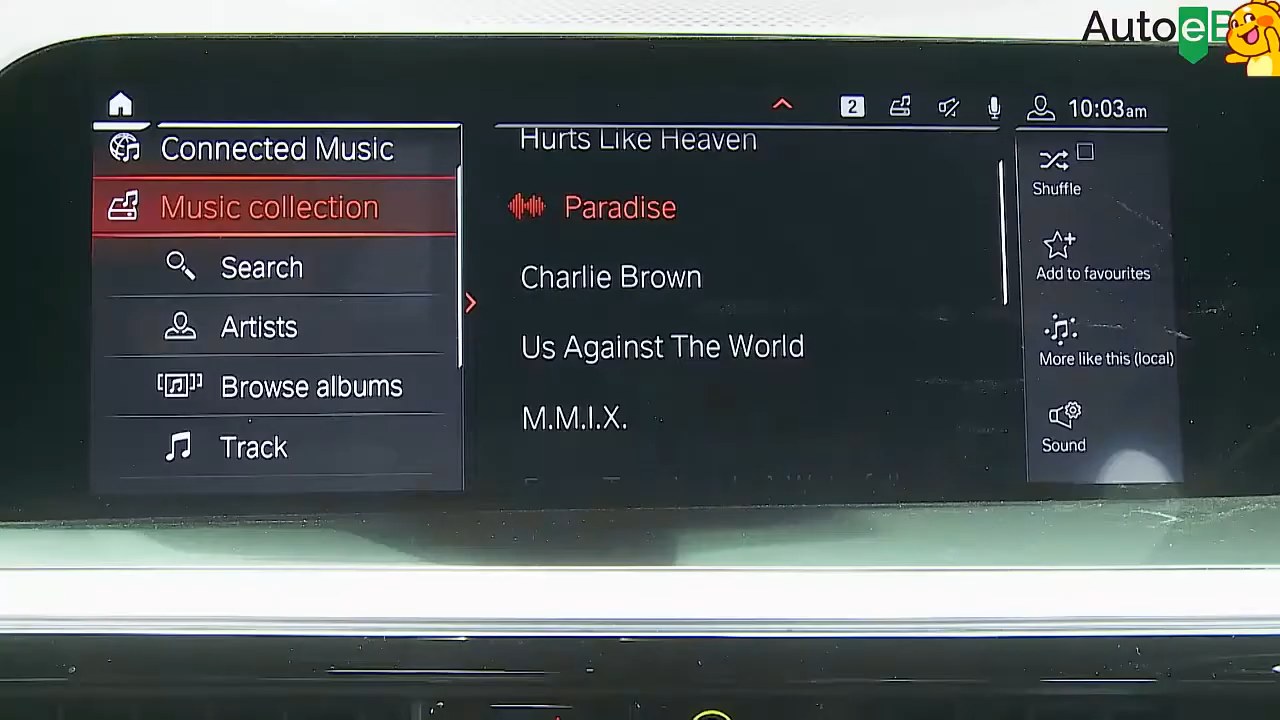 AutoeB
2
10:03am
Connected Music
Music collection
Search
Artists
Browse albums
Track
Hurts Like Heaven
Paradise
Charlie Brown
Us Against The World
M.M.I.X.
Shuffle
Add to favourites
More like this (local)
Sound